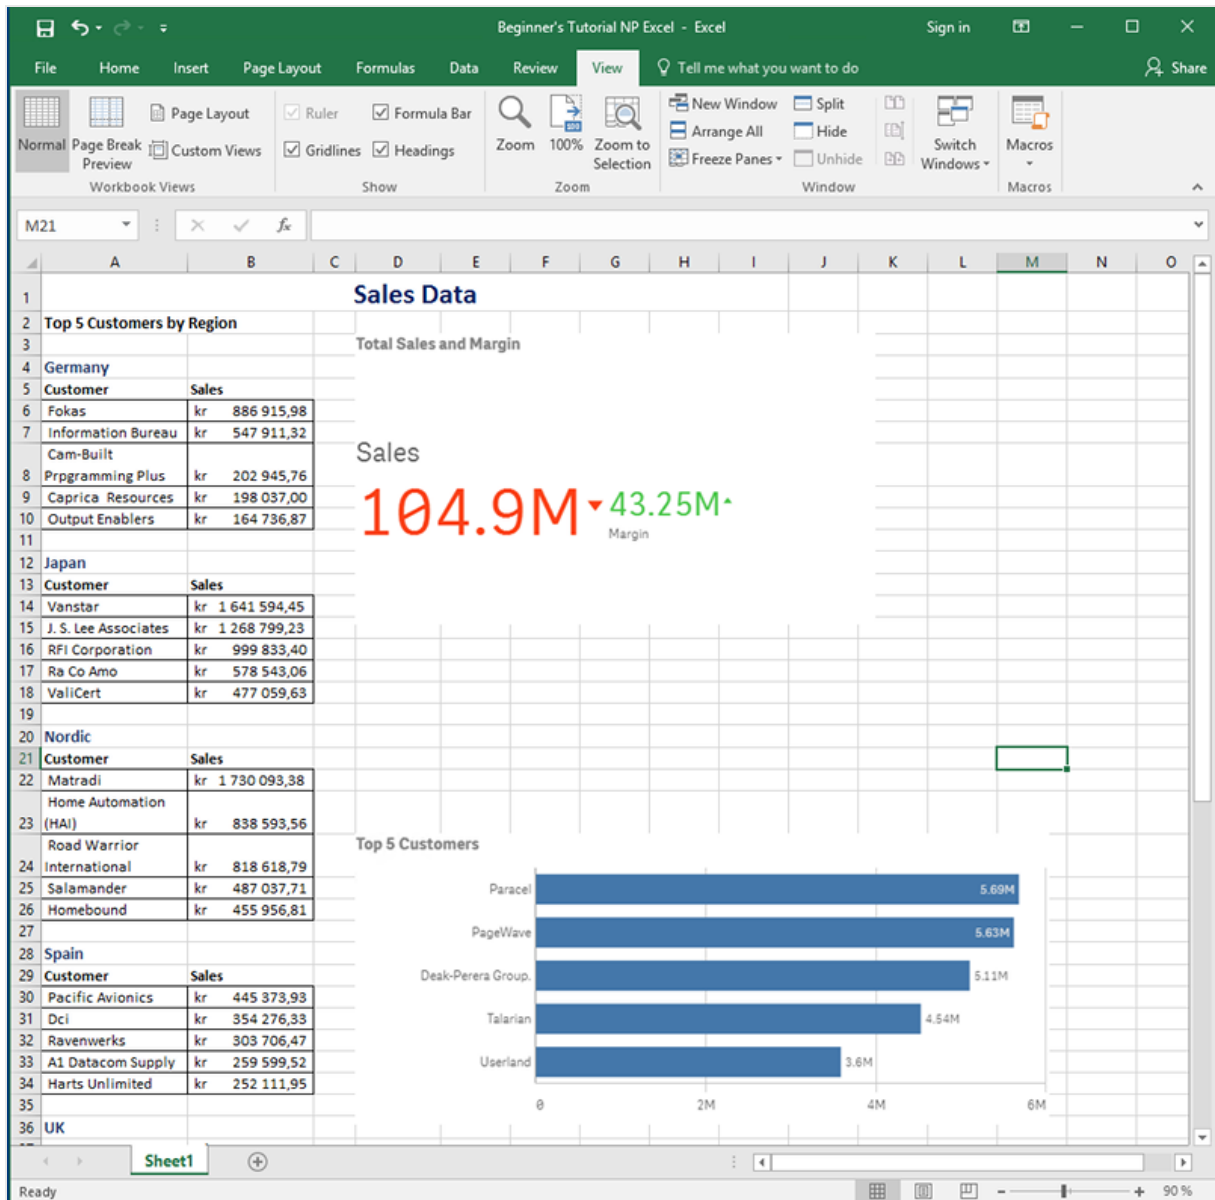 Beginner's Tutorial NP Excel - Excel
Sign in
File Home Insert Page Layout Formulas Data Review View Tell me what you want to do Share
Normal
Page Break Preview
Page Layout
Custom Views
Workbook Views
Ruler Formula Bar
Gridlines Headings
Show
Zoom 100% Zoom to Selection
Zoom
New Window Split
Arrange All Hide
Freeze Panes Unhide
Switch Windows
Window
Macros
Macros
M21 fx
A B C D E F G H I J K L M N O
1 Sales Data
2 Top 5 Customers by Region
3
4 Germany
5 Customer Sales
6 Fokas kr 886 915,98
7 Information Bureau kr 547 911,32
Cam-Built
8 Prpgramming Plus kr 202 945,76
9 Caprica Resources kr 198 037,00
10 Output Enablers kr 164 736,87
11
12 Japan
13 Customer Sales
14 Vanstar kr 1 641 594,45
15 J. S. Lee Associates kr 1 268 799,23
16 RFI Corporation kr 999 833,40
17 Ra Co Amo kr 578 543,06
18 ValiCert kr 477 059,63
19
20 Nordic
21 Customer Sales
22 Matradi kr 1 730 093,38
Home Automation
23 (HAI) kr 838 593,56
Road Warrior
24 International kr 818 618,79
25 Salamander kr 487 037,71
26 Homebound kr 455 956,81
27
28 Spain
29 Customer Sales
30 Pacific Avionics kr 445 373,93
31 Dci kr 354 276,33
32 Ravenwerks kr 303 706,47
33 A1 Datacom Supply kr 259 599,52
34 Harts Unlimited kr 252 111,95
35
36 UK
Total Sales and Margin
Sales
104.9M 43.25M
Margin
Top 5 Customers
Paracel 5.69M
PageWave 5.63M
Deak-Perera Group. 5.11M
Talarian 4.54M
Userland 3.6M
0 2M 4M 6M
Sheet1
Ready
90 %